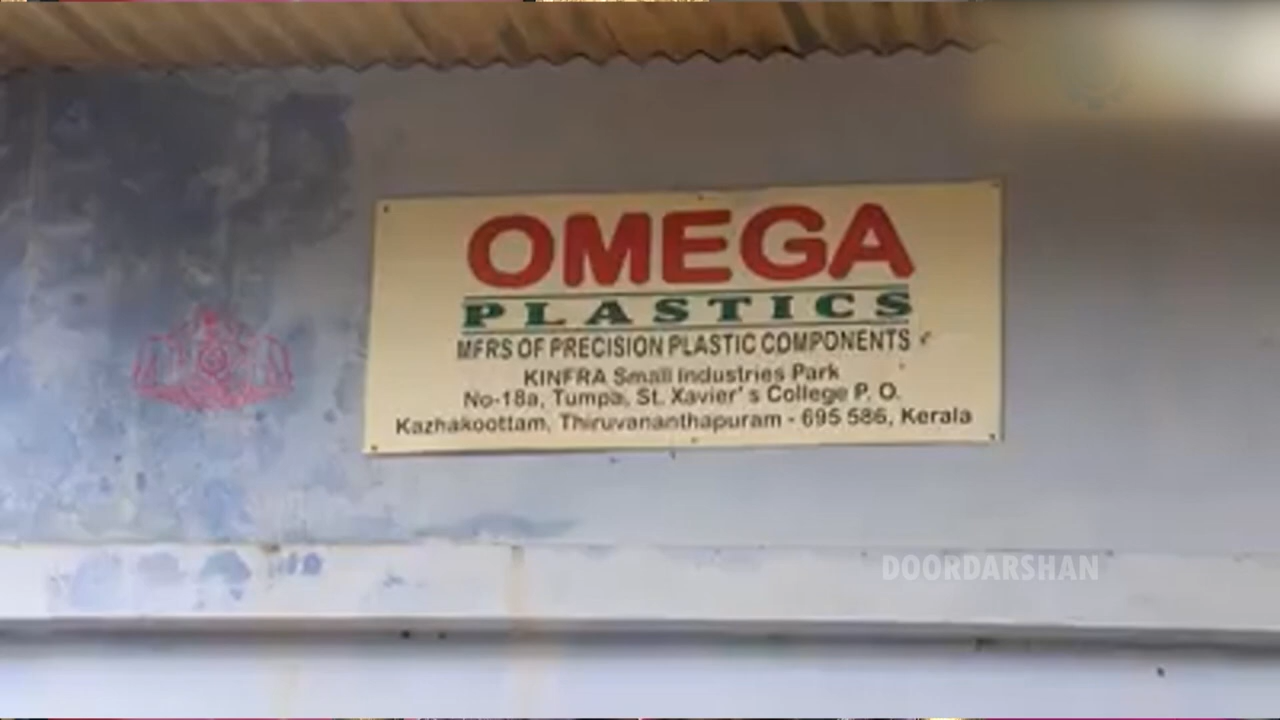 OMEGA
PLASTICS
MFRS OF PRECISION PLASTIC COMPONENTS
KINFRA Small Industries Park
No-18a, Tumpa, St. Xavier's College P. O.
Kazhakoottam, Thiruvananthapuram - 695 586, Kerala
DOORDARSHAN